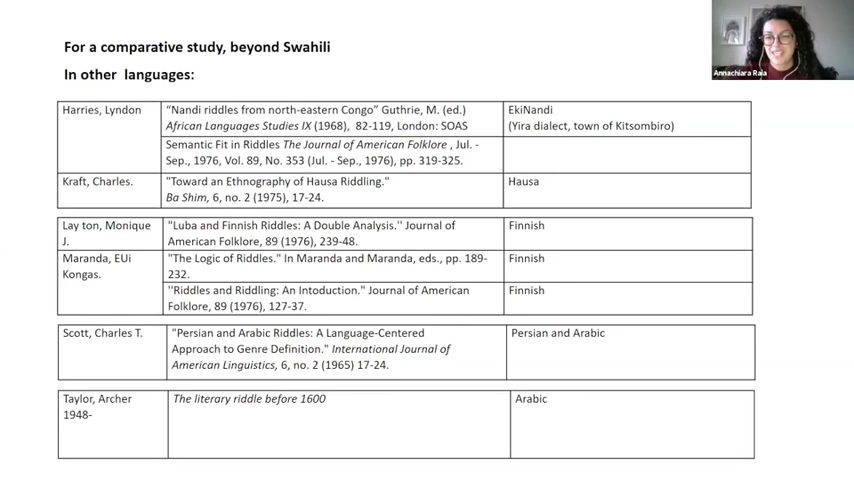 For a comparative study, beyond Swahili
In other languages:
Annachiara Raia
Harries, Lyndon
"Nandi riddles from north-eastern Congo" Guthrie, M. (ed.)
African Languages Studies IX (1968), 82-119, London: SOAS
EkiNandi
(Yira dialect, town of Kitsombiro)
Semantic Fit in Riddles The Journal of American Folklore , Jul. -
Sep., 1976, Vol. 89, No. 353 (Jul. - Sep., 1976), pp. 319-325.
Kraft, Charles.
"Toward an Ethnography of Hausa Riddling."
Ba Shim, 6, no. 2 (1975), 17-24.
Hausa
Lay ton, Monique
J.
"Luba and Finnish Riddles: A Double Analysis.'' Journal of
American Folklore, 89 (1976), 239-48.
Finnish
Maranda, EUi
Kongas.
"The Logic of Riddles." In Maranda and Maranda, eds., pp. 189-
232.
Finnish
''Riddles and Riddling: An Intoduction." Journal of American
Folklore, 89 (1976), 127-37.
Finnish
Scott, Charles T.
"Persian and Arabic Riddles: A Language-Centered
Approach to Genre Definition." International Journal of
American Linguistics, 6, no. 2 (1965) 17-24.
Persian and Arabic
Taylor, Archer
1948-
The literary riddle before 1600
Arabic